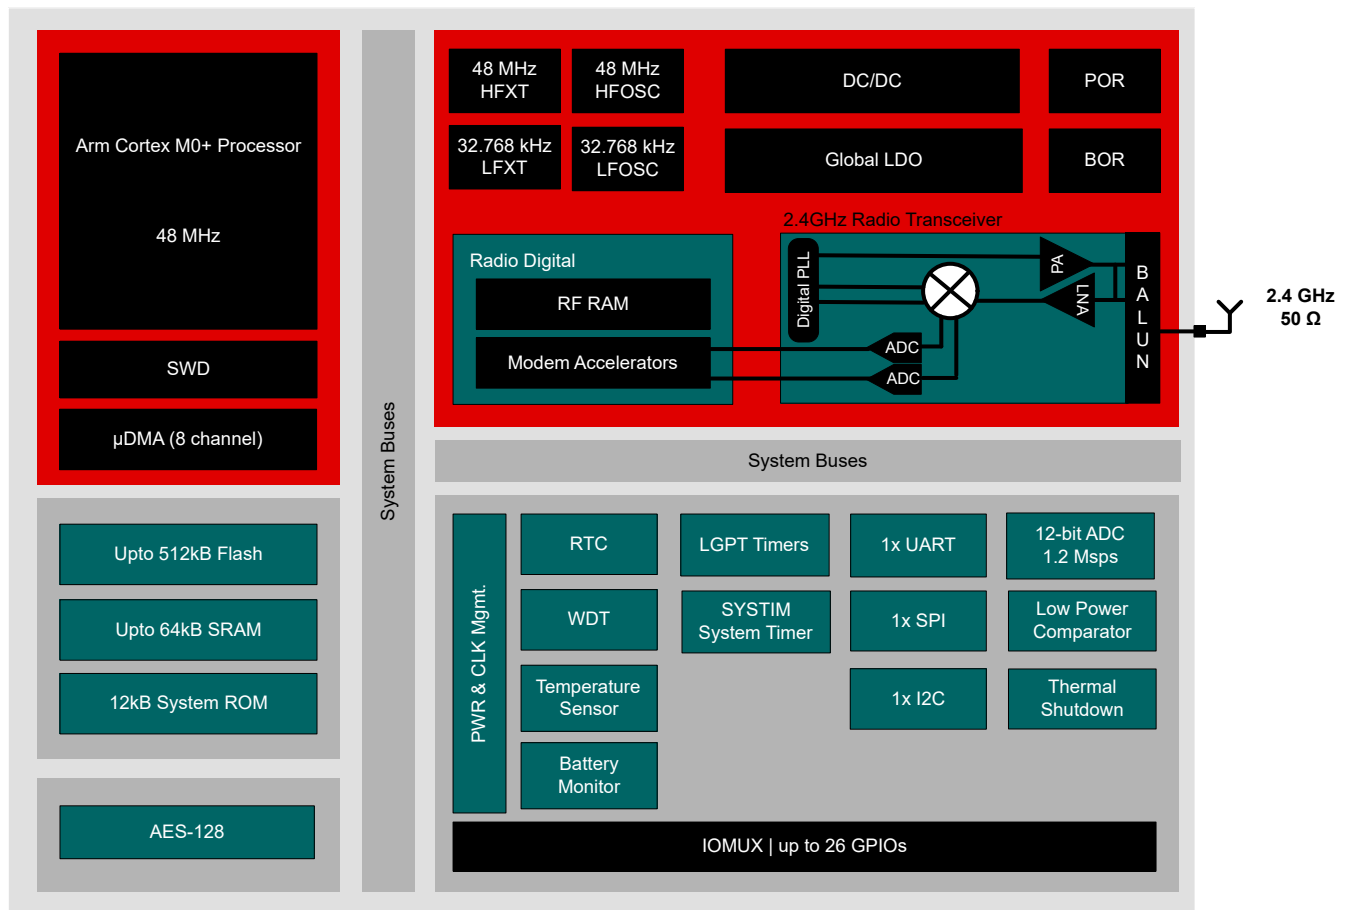 Arm Cortex M0+ Processor
48 MHz
SWD
µDMA (8 channel)
Upto 512kB Flash
Upto 64kB SRAM
12kB System ROM
AES-128
System Buses
48 MHz
HFXT
48 MHz
HFOSC
32.768 kHz
LFXT
32.768 kHz
LFOSC
DC/DC
Global LDO
POR
BOR
Radio Digital
RF RAM
Modem Accelerators
2.4GHz Radio Transceiver
Digital PLL
PA
LNA
ADC
ADC
BALUN
2.4 GHz
50 Ω
System Buses
PWR & CLK Mgmt.
RTC
WDT
Temperature
Sensor
Battery
Monitor
LGPT Timers
SYSTIM
System Timer
1x UART
1x SPI
1x I2C
12-bit ADC
1.2 Msps
Low Power
Comparator
Thermal
Shutdown
IOMUX | up to 26 GPIOs